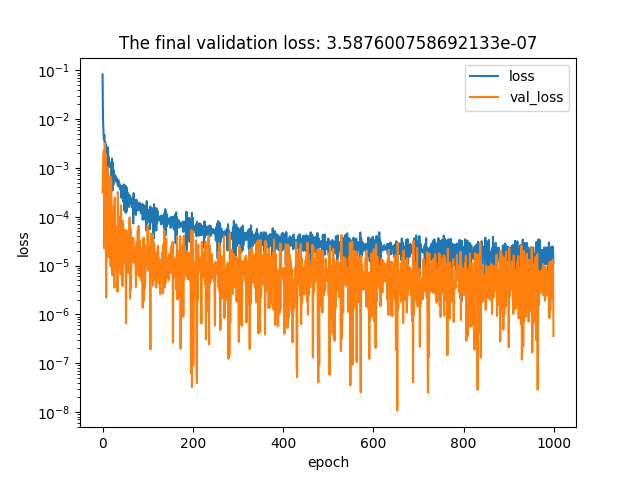 The final validation loss: 3.587600758692133e-07
loss
val_loss
10⁻¹
10⁻²
10⁻³
10⁻⁴
10⁻⁵
10⁻⁶
10⁻⁷
10⁻⁸
loss
0 200 400 600 800 1000
epoch